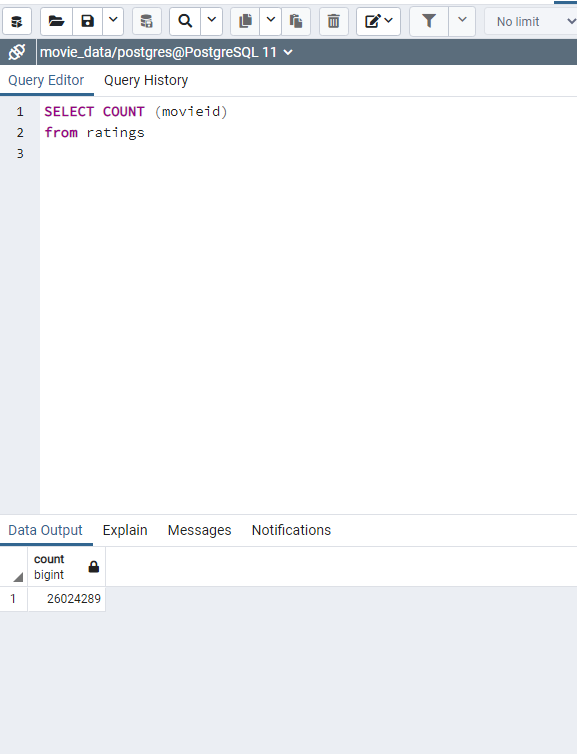 No limit
movie_data/postgres@PostgreSQL 11
Query Editor Query History
1 SELECT COUNT (movieid)
2 from ratings
3
Data Output Explain Messages Notifications
count
bigint
1 26024289